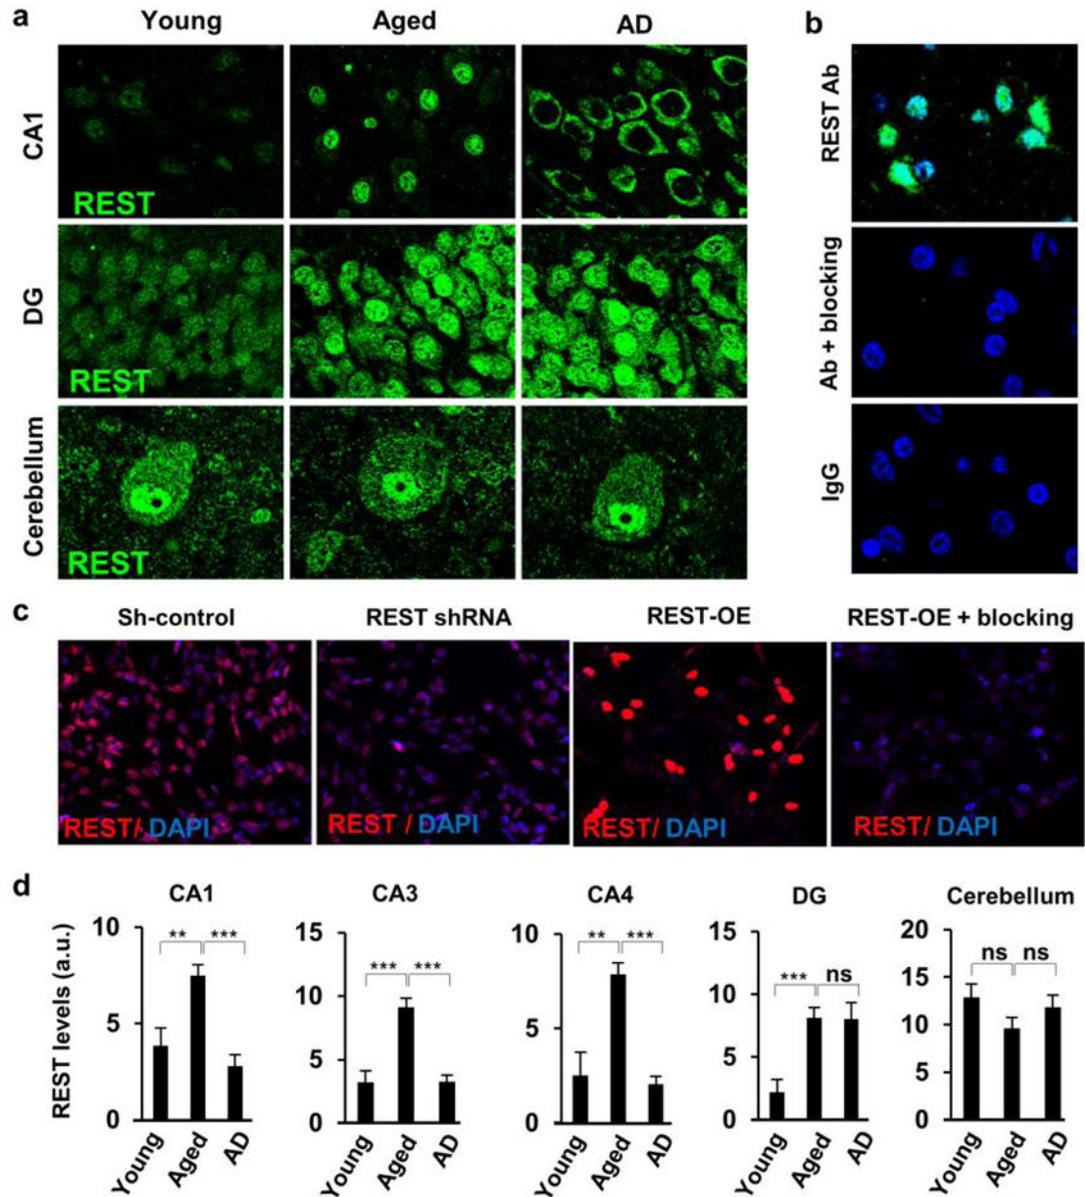 a
Young Aged AD
CA1
REST
DG
REST
Cerebellum
REST
b
REST Ab
Ab + blocking
IgG
c
Sh-control REST shRNA REST-OE REST-OE + blocking
REST/ DAPI REST / DAPI REST/ DAPI REST/ DAPI
d
CA1 CA3 CA4 DG Cerebellum
REST levels (a.u.)
10
5
0
** ***
Young Aged AD
15
10
5
0
*** ***
Young Aged AD
10
5
0
** ***
Young Aged AD
15
10
5
0
*** ns
Young Aged AD
20
15
10
5
0
ns ns
Young Aged AD